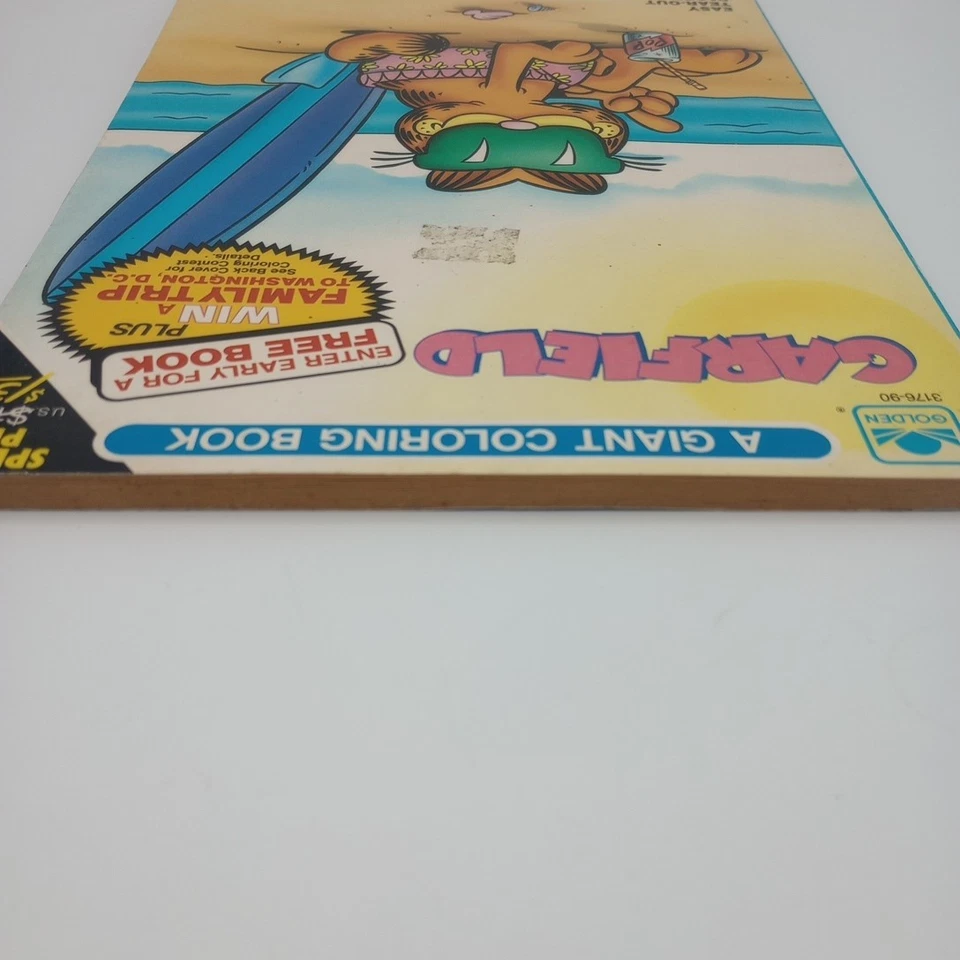 GOLDEN
®
A GIANT COLORING BOOK
3176-90
GARFIELD
ENTER EARLY FOR A
FREE BOOK
PLUS
WIN A
FAMILY TRIP
TO WASHINGTON, D.C.
See Back Cover for
Coloring Contest
Details.
U.S.
POP
EASY
TEAR-OUT